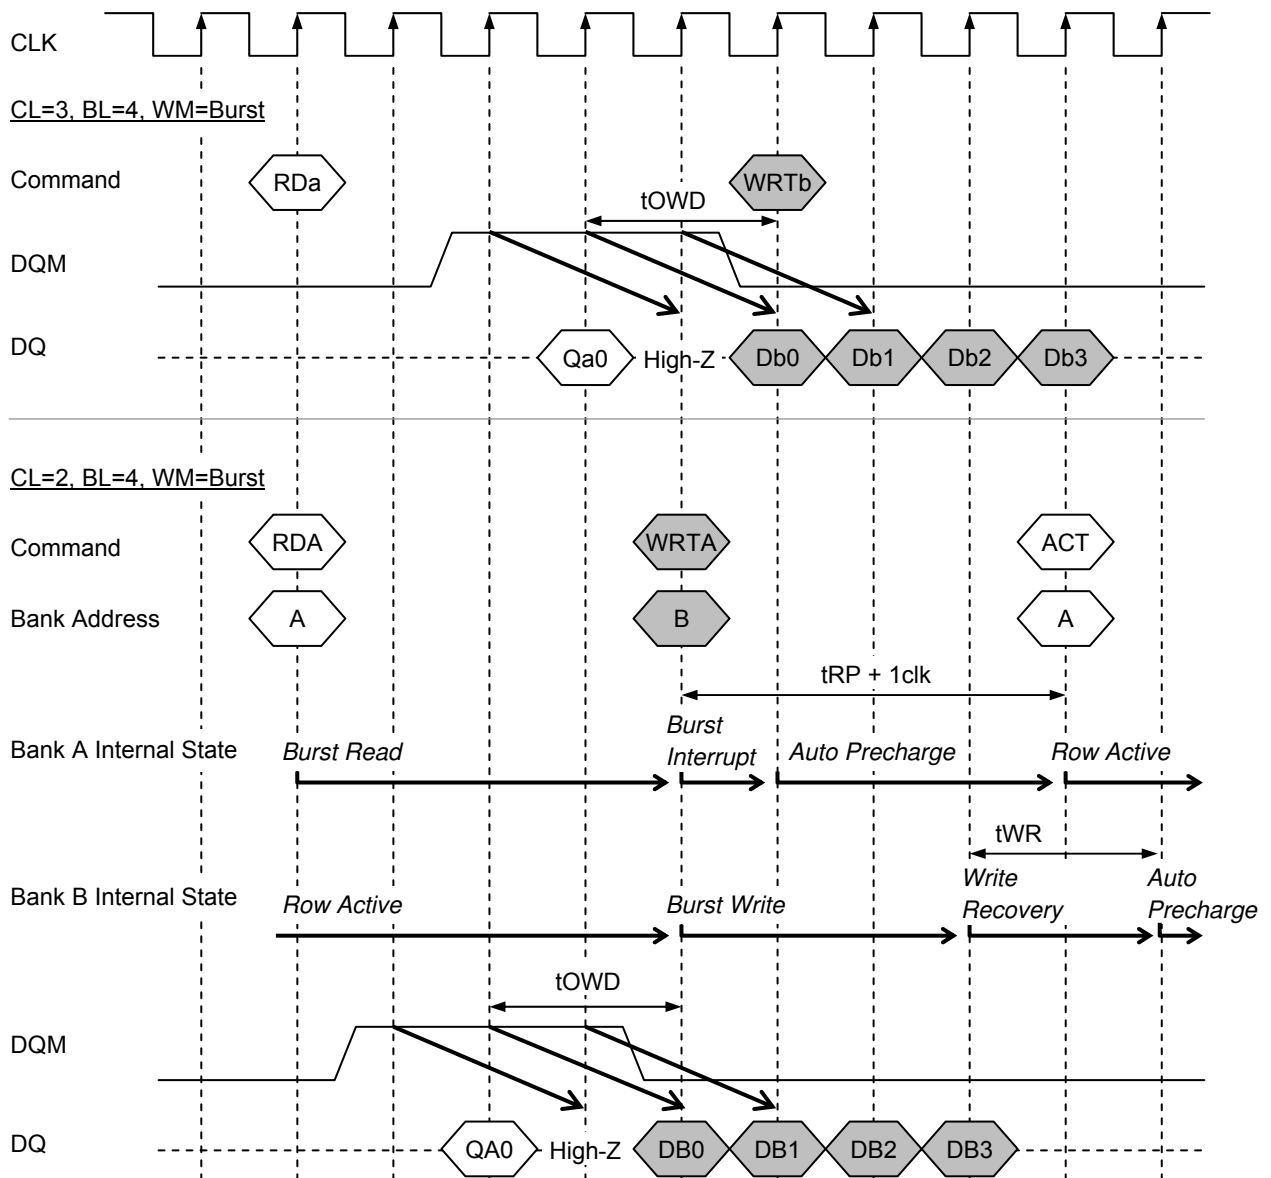 CLK
CL=3, BL=4, WM=Burst
Command
RDa
WRTb
tOWD
DQM
DQ
Qa0
High-Z
Db0
Db1
Db2
Db3
CL=2, BL=4, WM=Burst
Command
RDA
WRTA
ACT
Bank Address
A
B
A
tRP + 1clk
Bank A Internal State
Burst Read
Burst
Interrupt
Auto Precharge
Row Active
tWR
Bank B Internal State
Row Active
Burst Write
Write
Recovery
Auto
Precharge
tOWD
DQM
DQ
QA0
High-Z
DB0
DB1
DB2
DB3